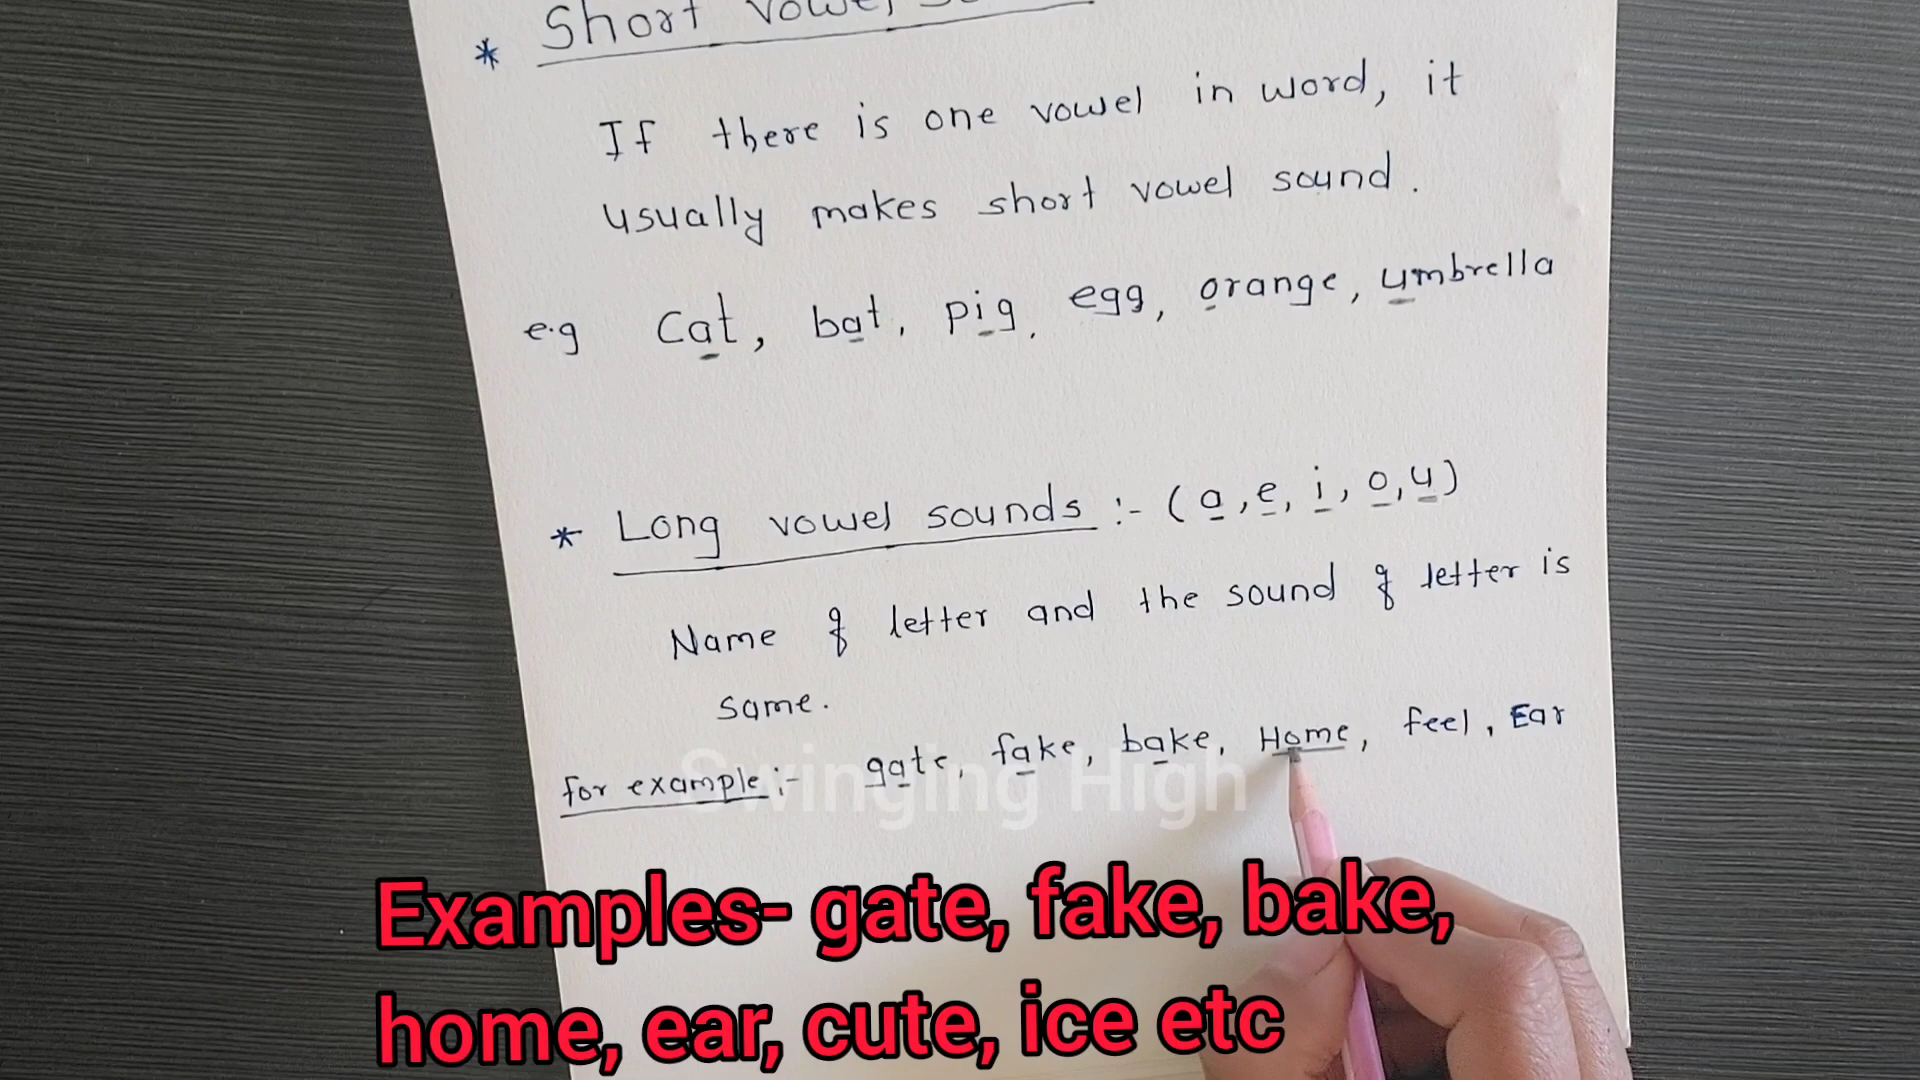 * Short vowel
If there is one vowel in word, it
usually makes short vowel sound.
e.g Cat, bat, pig, egg, orange, umbrella
* Long vowel sounds :- (a, e, i, o, u)
Name of letter and the sound of letter is
same.
for example :- gate, fake, bake, Home, feel, Ear
Swinging High
Examples- gate, fake, bake,
home, ear, cute, ice etc